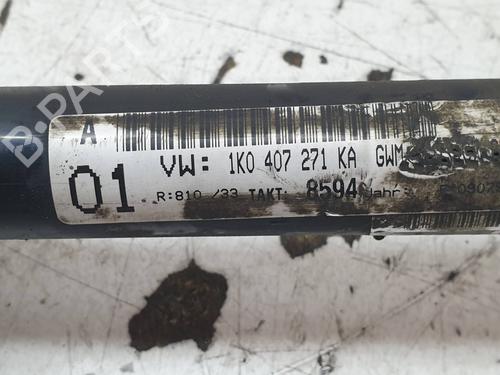 B-PARTS
A
01
VW: 1K0 407 271 KA GWM
R:810 /33 TAKT: 8594 Jahr: